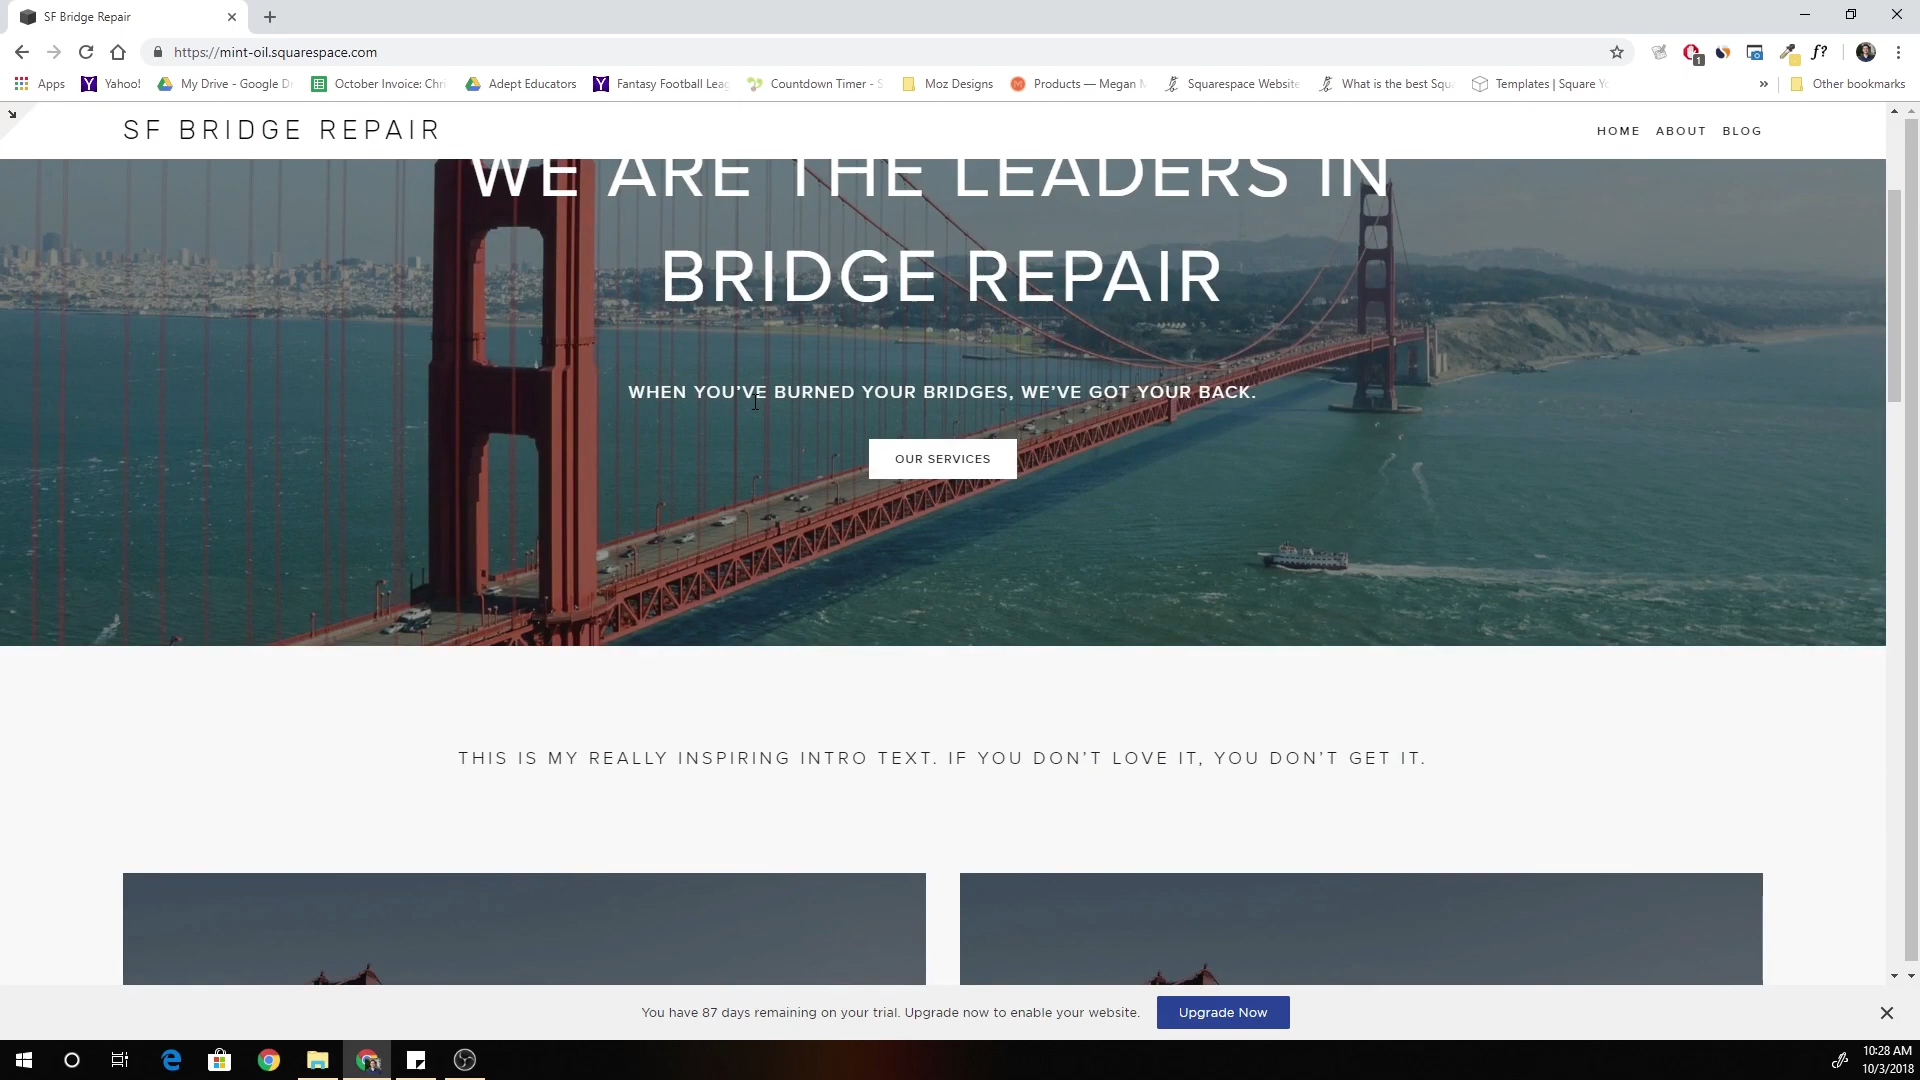 SF Bridge Repair
https://mint-oil.squarespace.com
f?
1
Apps
Yahoo!
My Drive - Google D
October Invoice: Chri
Adept Educators
Fantasy Football Leag
Countdown Timer - S
Moz Designs
Products — Megan M
Squarespace Website
What is the best Squa
Templates | Square Yo
»
Other bookmarks
SF BRIDGE REPAIR
HOME ABOUT BLOG
WE ARE THE LEADERS IN
BRIDGE REPAIR
WHEN YOU'VE BURNED YOUR BRIDGES, WE'VE GOT YOUR BACK.
OUR SERVICES
THIS IS MY REALLY INSPIRING INTRO TEXT. IF YOU DON'T LOVE IT, YOU DON'T GET IT.
You have 87 days remaining on your trial. Upgrade now to enable your website.
Upgrade Now
10:28 AM
10/3/2018